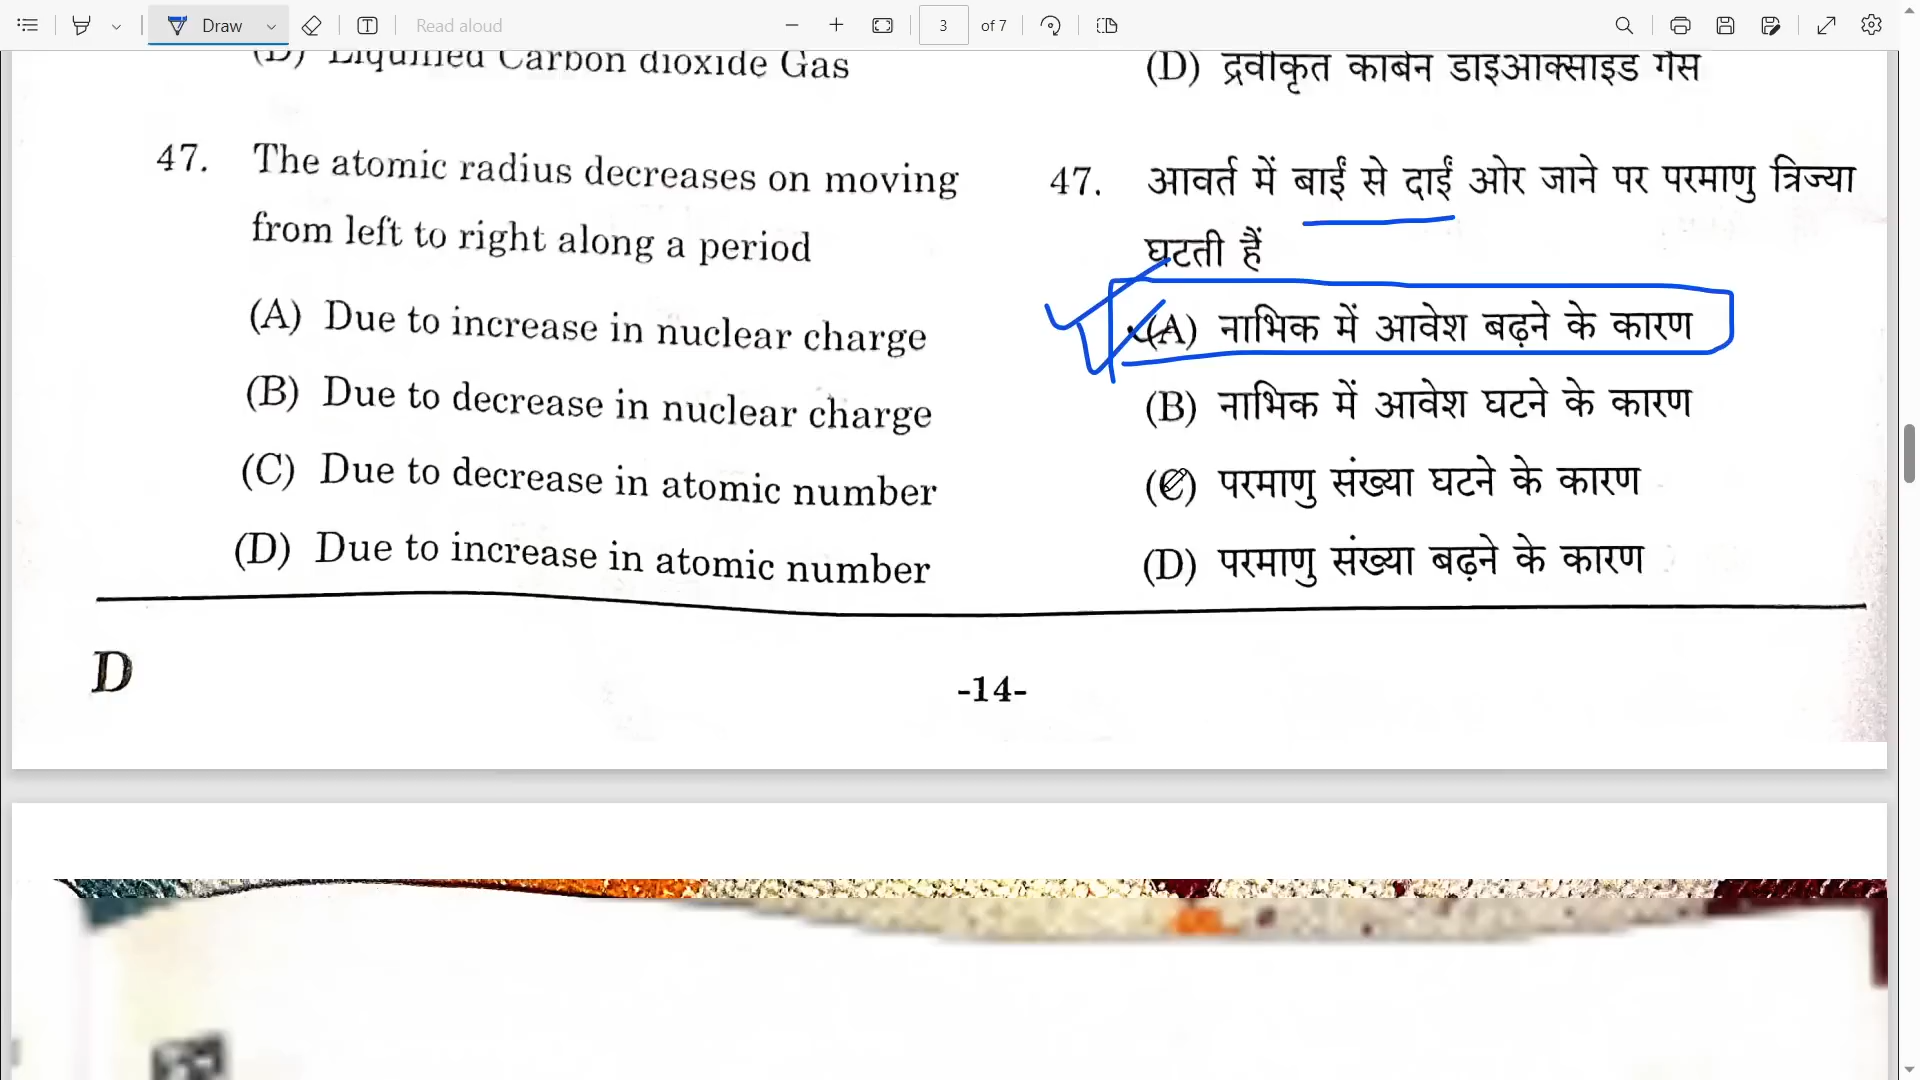 Draw
Read aloud
3
of 7
(D) Liquified Carbon dioxide Gas
47. The atomic radius decreases on moving
from left to right along a period
(A) Due to increase in nuclear charge
(B) Due to decrease in nuclear charge
(C) Due to decrease in atomic number
(D) Due to increase in atomic number
(D) द्रवीकृत कार्बन डाइआक्साइड गैस
47. आवर्त में बाईं से दाईं ओर जाने पर परमाणु त्रिज्या
घटती हैं
(A) नाभिक में आवेश बढ़ने के कारण
(B) नाभिक में आवेश घटने के कारण
(C) परमाणु संख्या घटने के कारण
(D) परमाणु संख्या बढ़ने के कारण
D
-14-